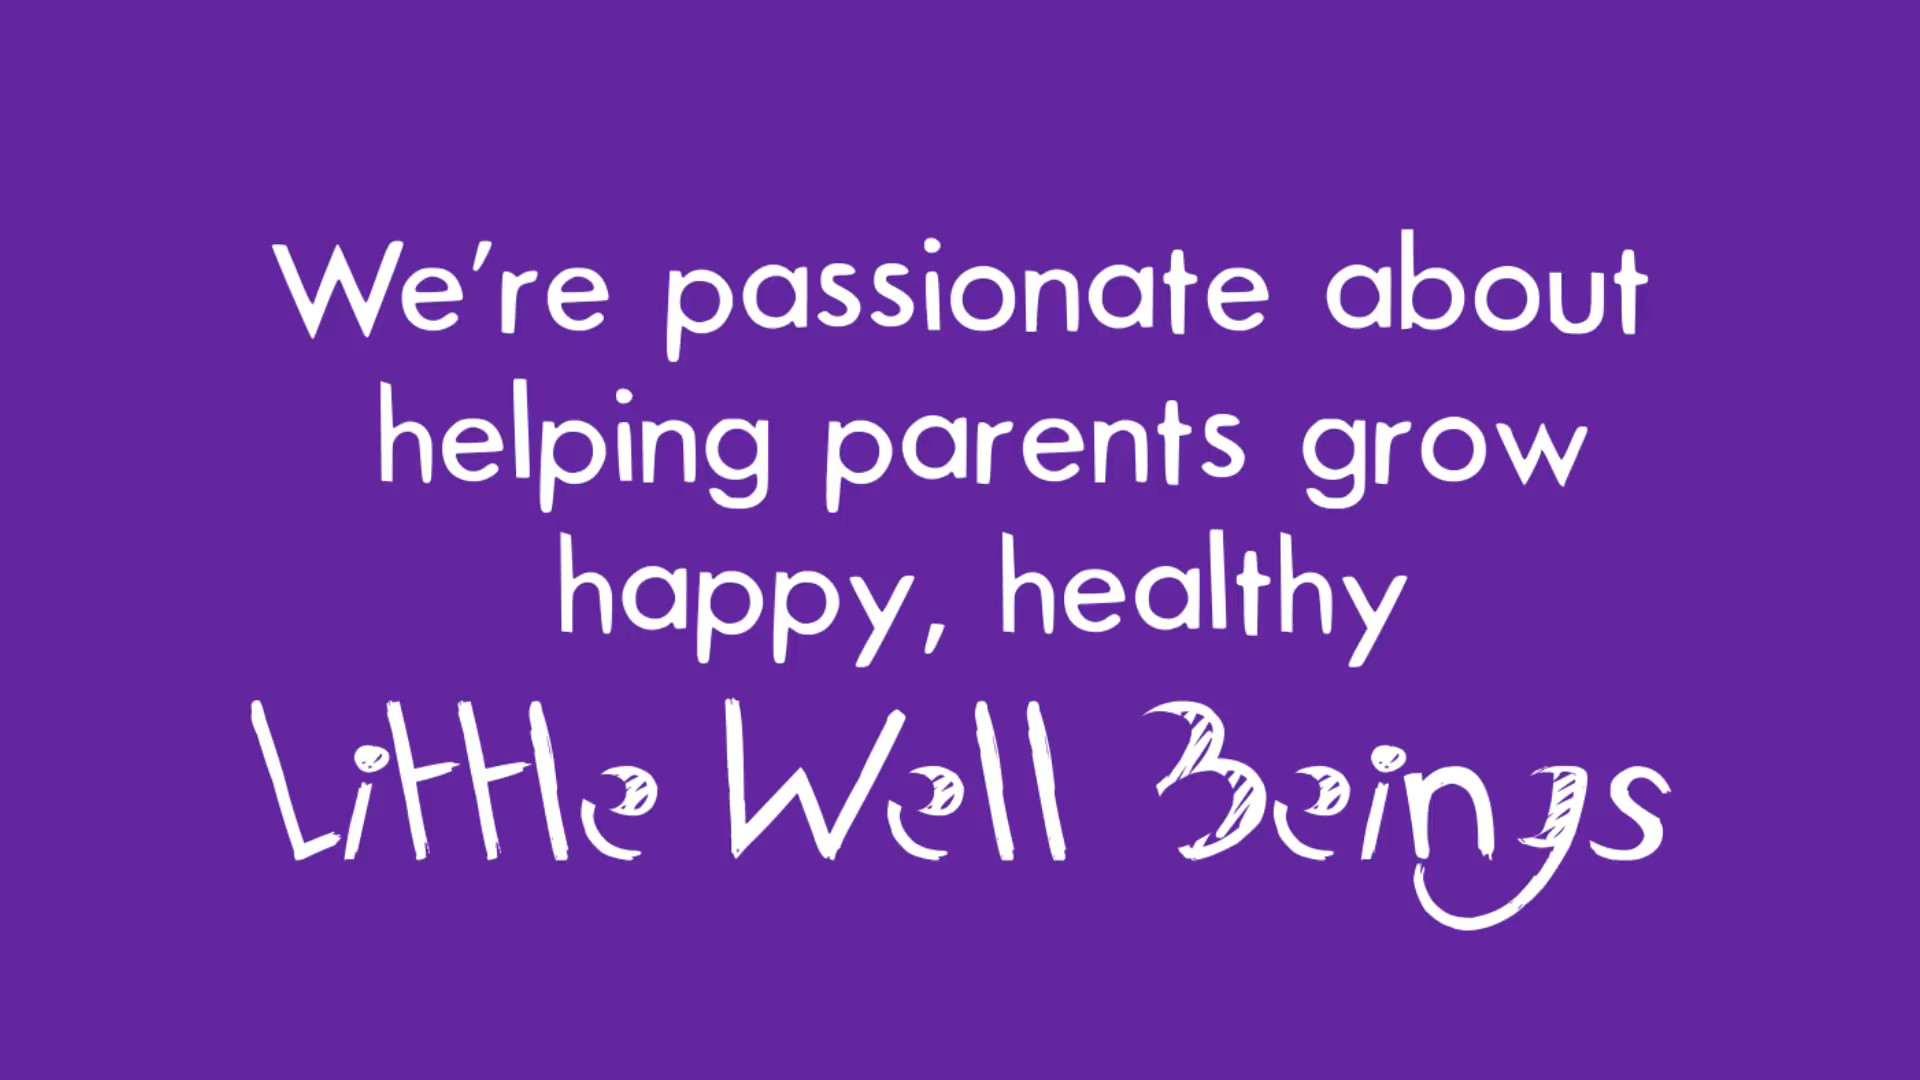 We're passionate about
helping parents grow
happy, healthy
Little Well Beings